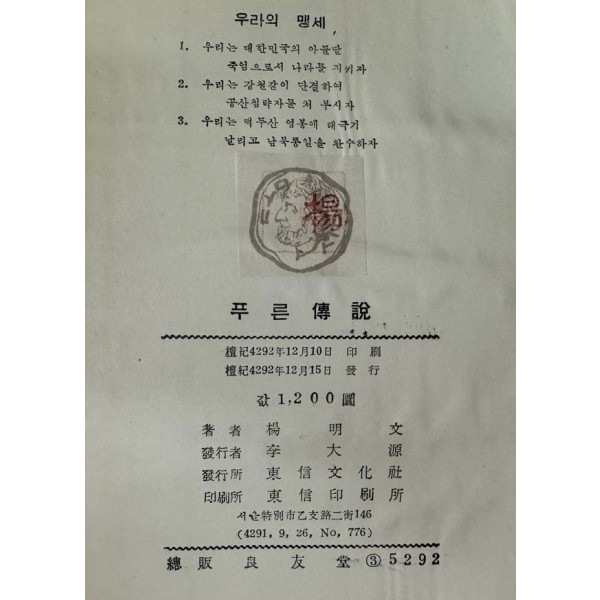 우리의 맹세
1. 우리는 대한민국의 아들딸
죽엄으로서 나라를 지키자
2. 우리는 강철같이 단결하여
공산침략자를 쳐 부시자
3. 우리는 백두산 영봉에 태극기
날리고 남북통일을 완수하자
楊
푸른傳說
檀紀4292年12月10日 印刷
檀紀4292年12月15日 發行
값 1,200圜
著者 楊明文
發行者 李大源
發行所 東信文化社
印刷所 東信印刷所
서울特別市乙支路二街146
(4291, 9, 26, No, 776)
總販良友堂 ③5292